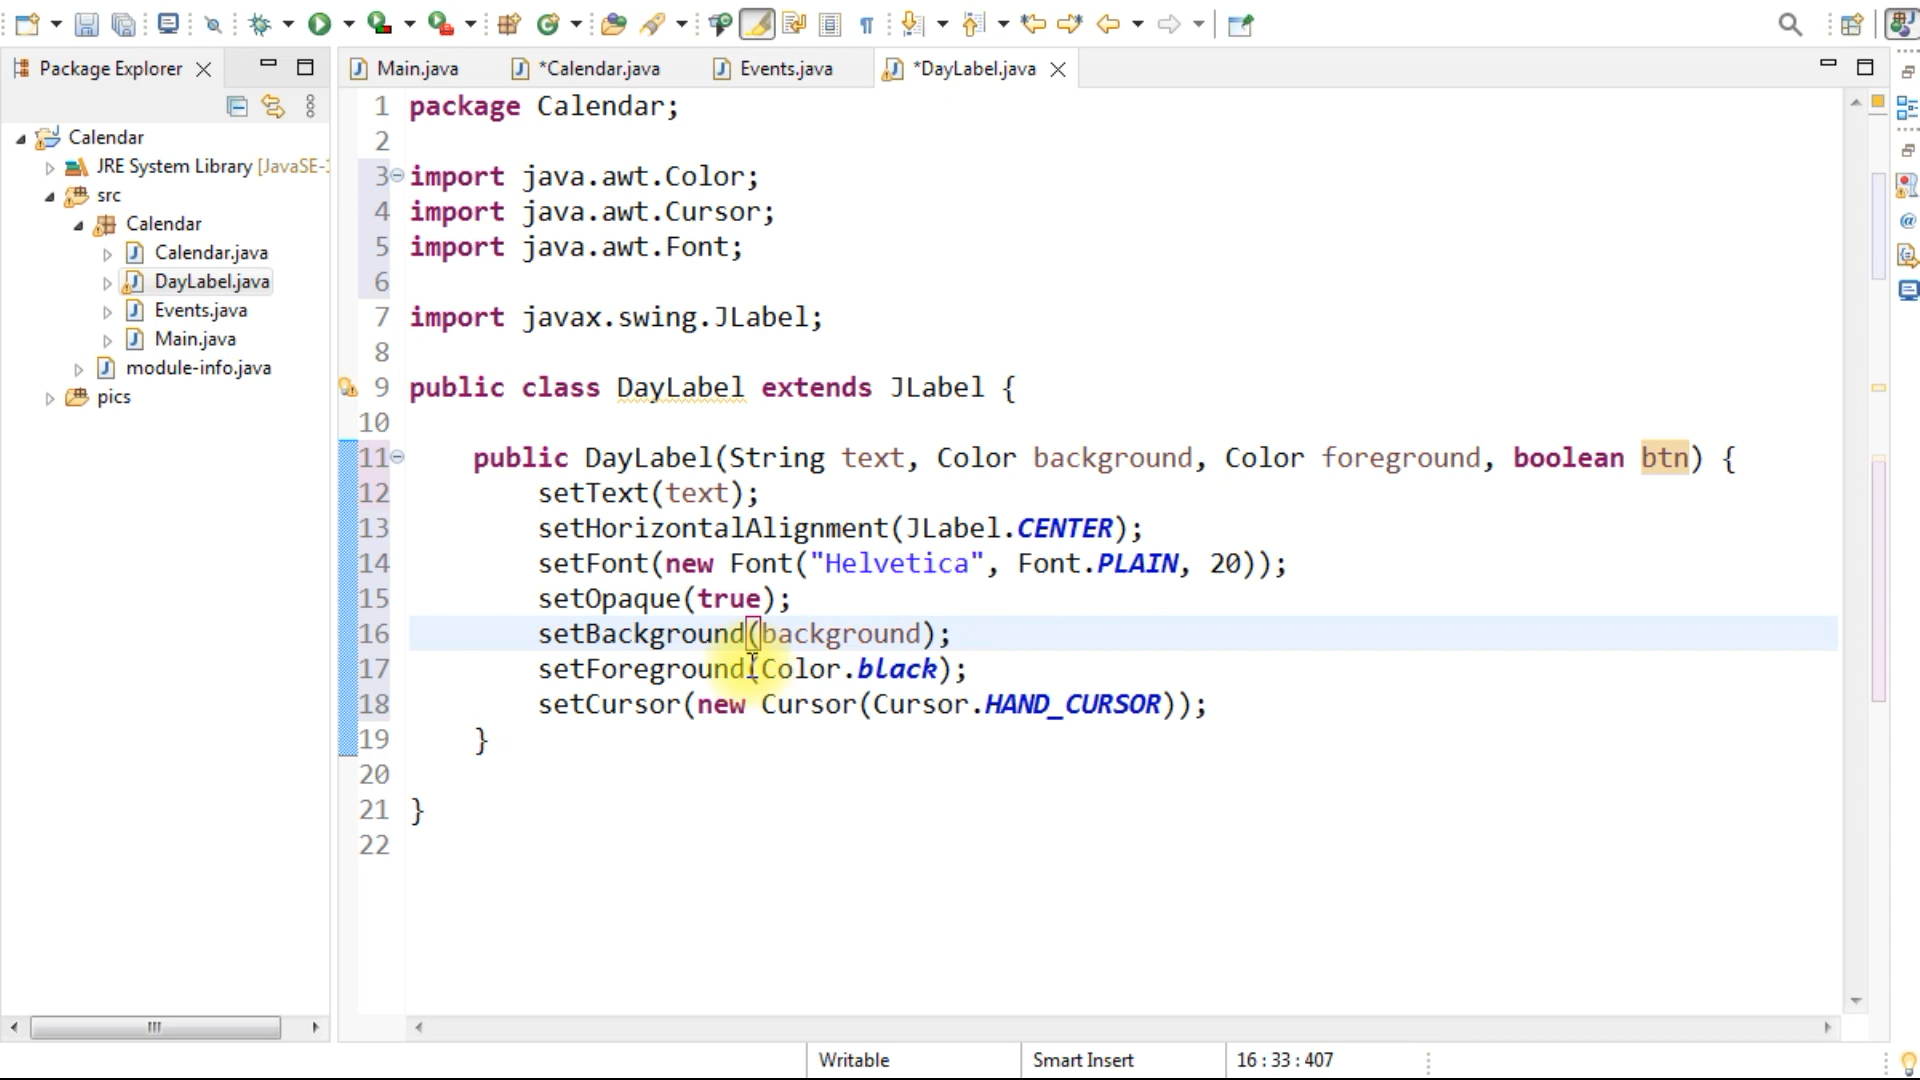 Package Explorer
Main.java
*Calendar.java
Events.java
*DayLabel.java
Calendar
JRE System Library [JavaSE-1
src
Calendar
Calendar.java
DayLabel.java
Events.java
Main.java
module-info.java
pics
1 package Calendar;
2
3 import java.awt.Color;
4 import java.awt.Cursor;
5 import java.awt.Font;
6
7 import javax.swing.JLabel;
8
9 public class DayLabel extends JLabel {
10
11 public DayLabel(String text, Color background, Color foreground, boolean btn) {
12 setText(text);
13 setHorizontalAlignment(JLabel.CENTER);
14 setFont(new Font("Helvetica", Font.PLAIN, 20));
15 setOpaque(true);
16 setBackground(background);
17 setForeground(Color.black);
18 setCursor(new Cursor(Cursor.HAND_CURSOR));
19 }
20
21 }
22
Writable
Smart Insert
16 : 33 : 407